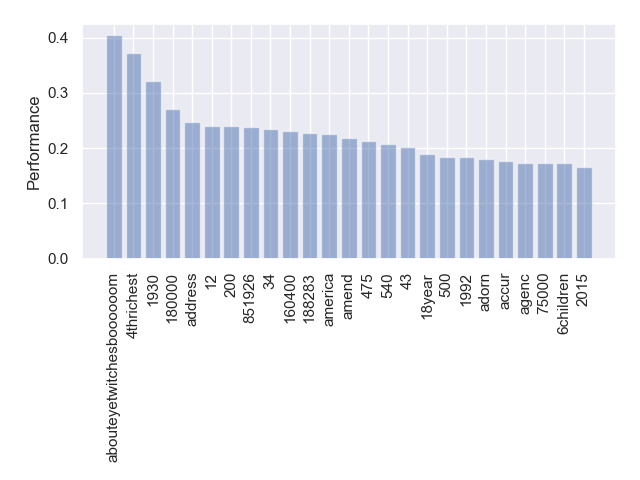 0.4
0.3
0.2
0.1
0.0
Performance
abouteyetwitchesboooooom
4thrichest
1930
180000
address
12
200
851926
34
160400
188283
america
amend
475
540
43
18year
500
1992
adorn
accur
agenc
75000
6children
2015